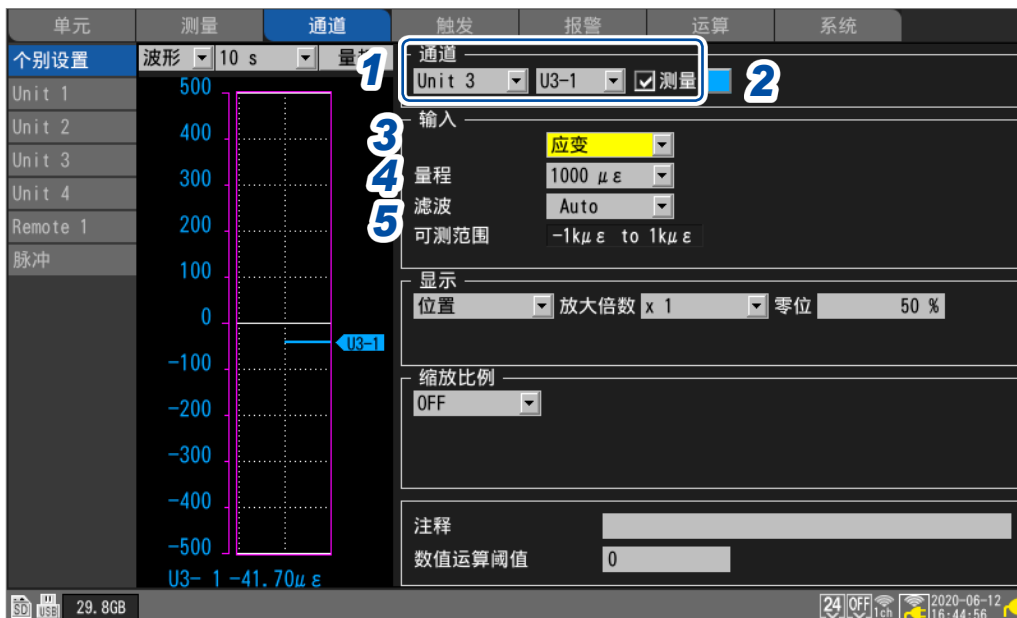 单元 测量 通道 触发 报警 运算 系统
个别设置
Unit 1
Unit 2
Unit 3
Unit 4
Remote 1
脉冲
波形 10 s
500
400
300
200
100
0
-100
-200
-300
-400
-500
U3-1
U3- 1 -41.70με
1
通道
Unit 3 U3-1 测量
2
输入
3
应变
4
量程 1000 με
5
滤波 Auto
可测范围 -1kμε to 1kμε
显示
位置 放大倍数 x 1 零位 50 %
缩放比例
OFF
注释
数值运算阈值 0
SD USB 29.8GB
24 OFF 1ch 2020-06-12
16:44:56